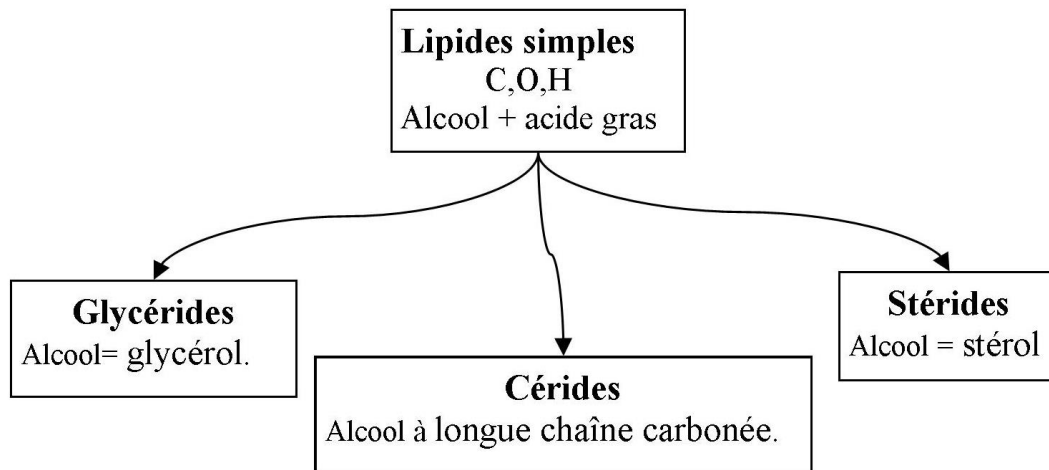 Lipides simples
C,O,H
Alcool + acide gras
Glycérides
Alcool= glycérol.
Cérides
Alcool à longue chaîne carbonée.
Stérides
Alcool = stérol